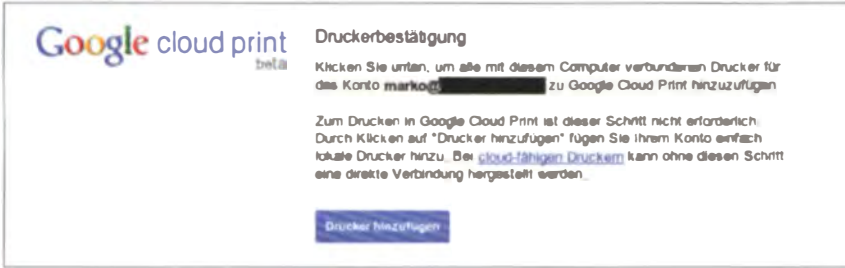 Google cloud print
beta
Druckerbestätigung
Klicken Sie unten, um alle mit diesem Computer verbundenen Drucker für
das Konto marko@ zu Google Cloud Print hinzuzufügen
Zum Drucken in Google Cloud Print ist dieser Schritt nicht erforderlich.
Durch Klicken auf "Drucker hinzufügen" fügen Sie Ihrem Konto einfach
lokale Drucker hinzu. Bei cloud-fähigen Druckern kann ohne diesen Schritt
eine direkte Verbindung hergestellt werden.
Drucker hinzufügen